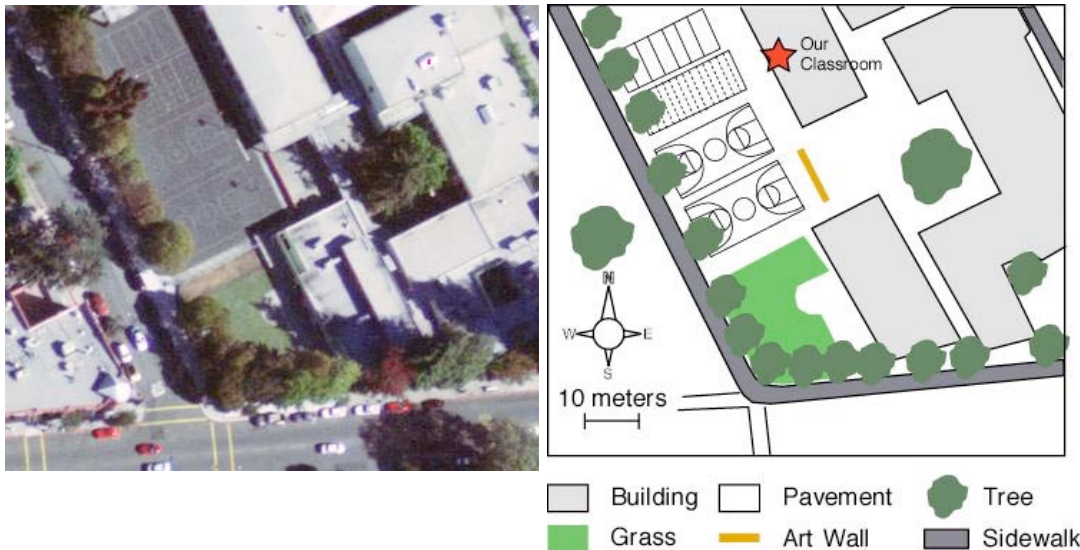 Our
Classroom
N
W
E
S
10 meters
Building
Pavement
Tree
Grass
Art Wall
Sidewalk